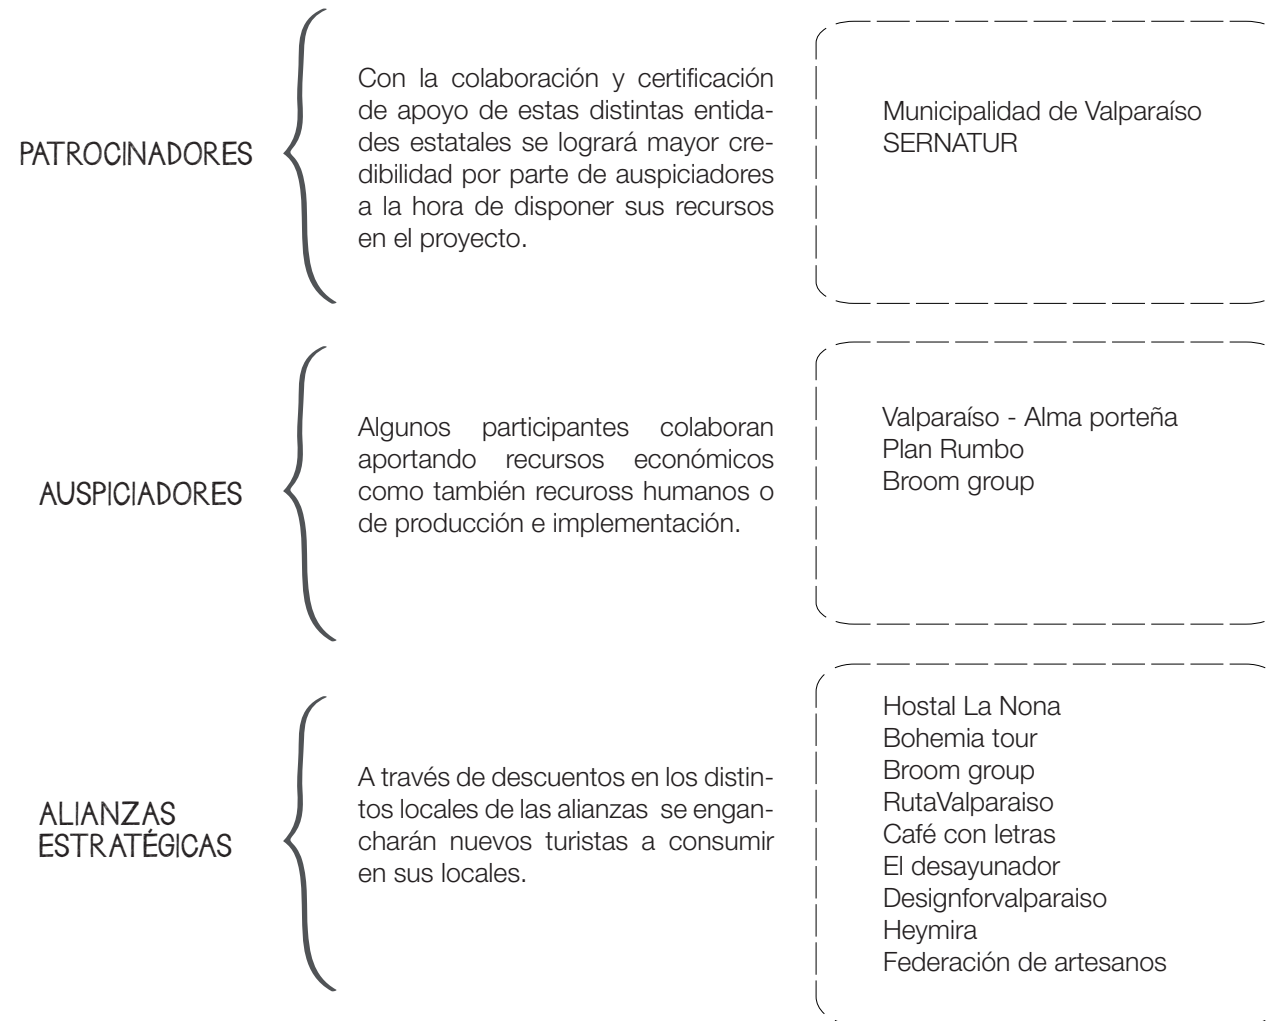 PATROCINADORES
Con la colaboración y certificación
de apoyo de estas distintas entida-
des estatales se logrará mayor cre-
dibilidad por parte de auspiciadores
a la hora de disponer sus recursos
en el proyecto.
Municipalidad de Valparaíso
SERNATUR
AUSPICIADORES
Algunos participantes colaboran
aportando recursos económicos
como también recuross humanos o
de producción e implementación.
Valparaíso - Alma porteña
Plan Rumbo
Broom group
ALIANZAS
ESTRATÉGICAS
A través de descuentos en los distin-
tos locales de las alianzas se engan-
charán nuevos turistas a consumir
en sus locales.
Hostal La Nona
Bohemia tour
Broom group
RutaValparaiso
Café con letras
El desayunador
Designforvalparaiso
Heymira
Federación de artesanos